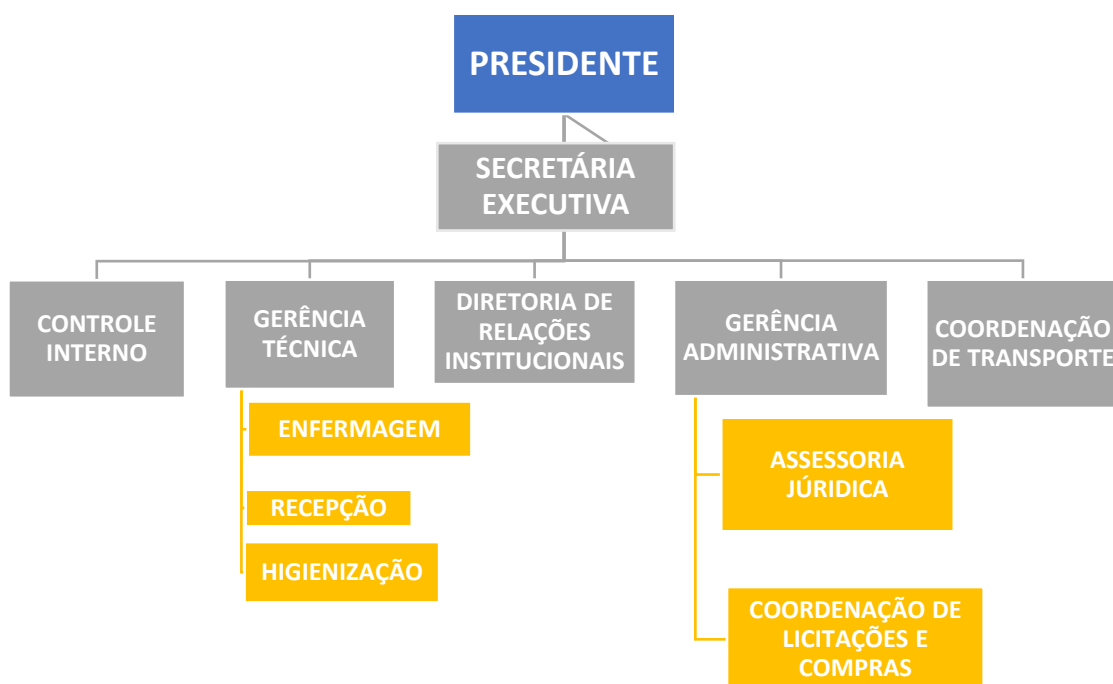 PRESIDENTE
SECRETÁRIA
EXECUTIVA
CONTROLE
INTERNO
GERÊNCIA
TÉCNICA
DIRETORIA DE
RELAÇÕES
INSTITUCIONAIS
GERÊNCIA
ADMINISTRATIVA
COORDENAÇÃO
DE TRANSPORTE
ENFERMAGEM
RECEPÇÃO
HIGIENIZAÇÃO
ASSESSORIA
JÚRIDICA
COORDENAÇÃO DE
LICITAÇÕES E
COMPRAS